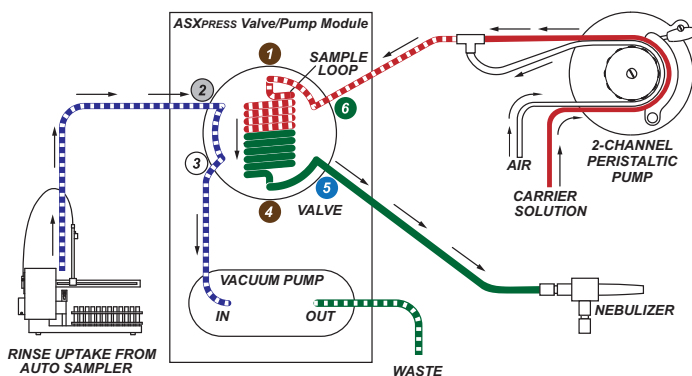 ASXPRESS Valve/Pump Module
1
SAMPLE
LOOP
2
6
3
4
5
VALVE
2-CHANNEL
PERISTALTIC
PUMP
AIR
CARRIER
SOLUTION
VACUUM PUMP
IN
OUT
NEBULIZER
RINSE UPTAKE FROM
AUTO SAMPLER
WASTE